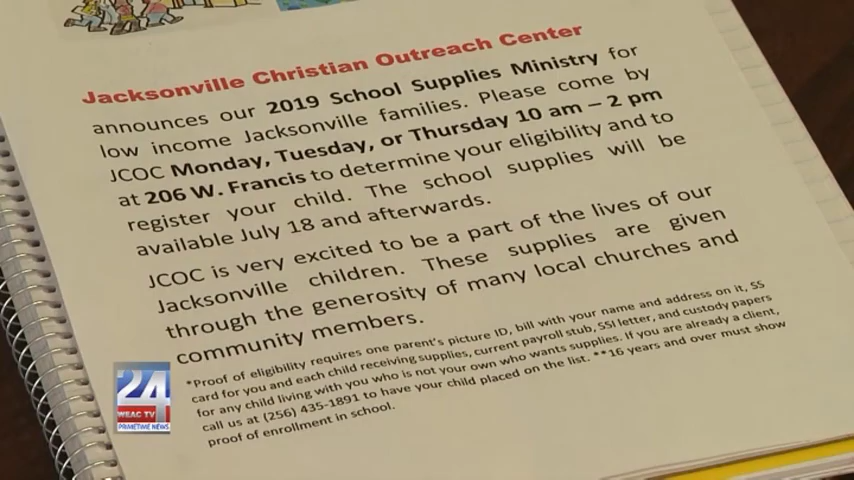 Jacksonville Christian Outreach Center
announces our 2019 School Supplies Ministry for
low income Jacksonville families. Please come by
JCOC Monday, Tuesday, or Thursday 10 am – 2 pm
at 206 W. Francis to determine your eligibility and to
register your child. The school supplies will be
available July 18 and afterwards.
JCOC is very excited to be a part of the lives of our
Jacksonville children. These supplies are given
through the generosity of many local churches and
community members.
*Proof of eligibility requires one parent's picture ID, bill with your name and address on it, SS
card for you and each child receiving supplies, current payroll stub, SSI letter, and custody papers
for any child living with you who is not your own who wants supplies. If you are already a client,
call us at (256) 435-1891 to have your child placed on the list. **16 years and over must show
proof of enrollment in school.
24
WEAC TV
PRIMETIME NEWS